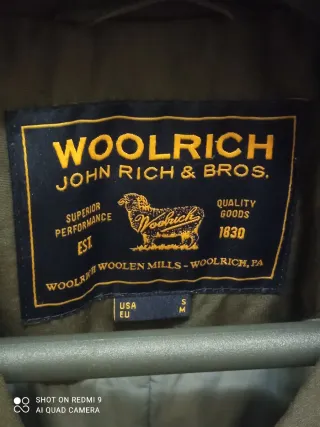 WOOLRICH
JOHN RICH & BROS.
SUPERIOR
PERFORMANCE
EST.
Woolrich
QUALITY
GOODS
1830
WOOLRICH WOOLEN MILLS - WOOLRICH, PA
USA S
EU M
SHOT ON REDMI 9
AI QUAD CAMERA